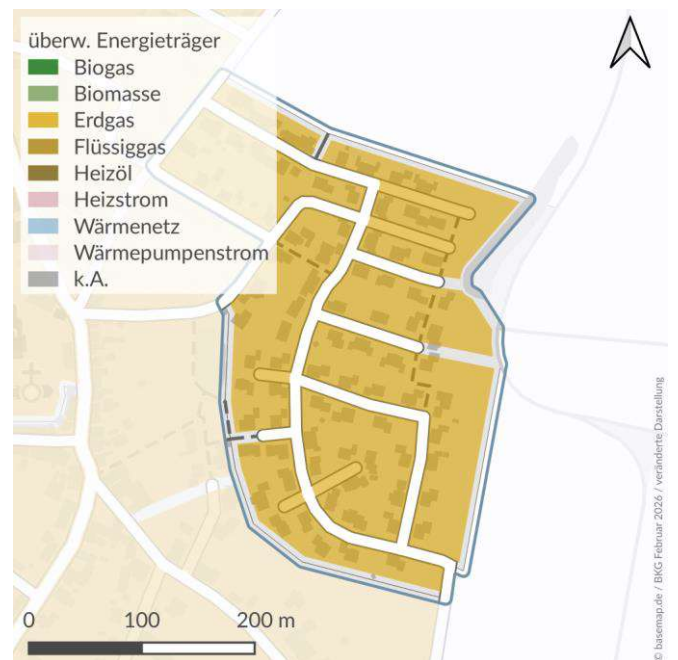 überw. Energieträger
Biogas
Biomasse
Erdgas
Flüssiggas
Heizöl
Heizstrom
Wärmenetz
Wärmepumpenstrom
k.A.
0 100 200 m
© basemap.de / BKG Februar 2026 / veränderte Darstellung